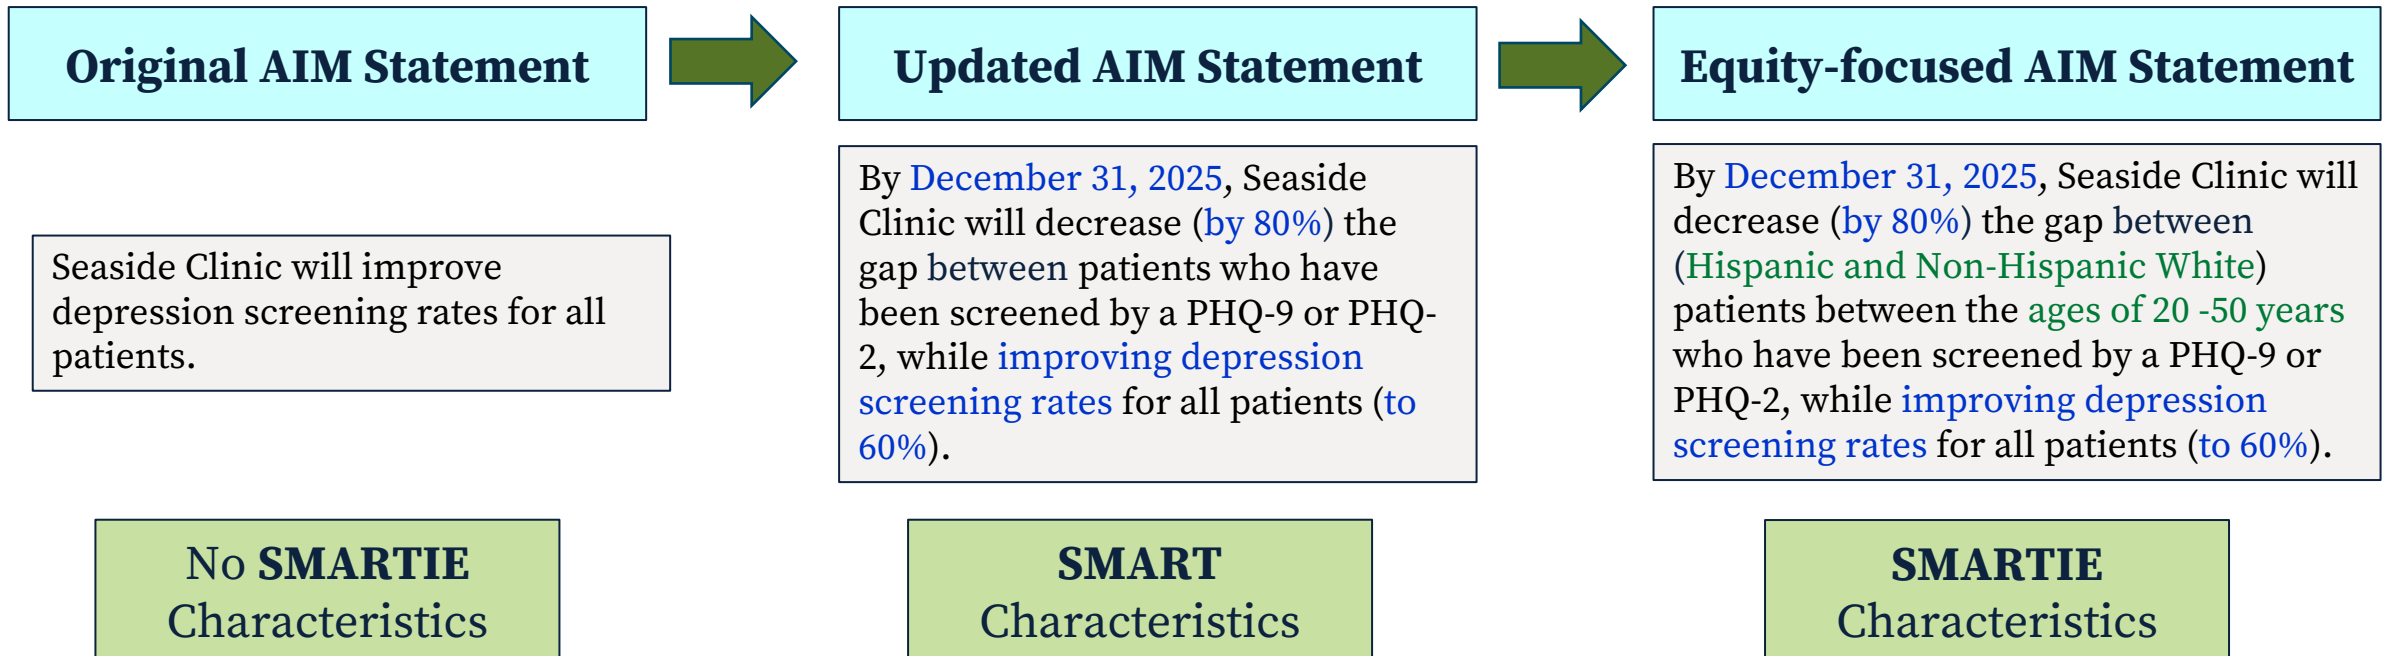 Original AIM Statement
Updated AIM Statement
Equity-focused AIM Statement
Seaside Clinic will improve
depression screening rates for all
patients.
By December 31, 2025, Seaside
Clinic will decrease (by 80%) the
gap between patients who have
been screened by a PHQ-9 or PHQ-
2, while improving depression
screening rates for all patients (to
60%).
By December 31, 2025, Seaside Clinic will
decrease (by 80%) the gap between
(Hispanic and Non-Hispanic White)
patients between the ages of 20 -50 years
who have been screened by a PHQ-9 or
PHQ-2, while improving depression
screening rates for all patients (to 60%).
No SMARTIE
Characteristics
SMART
Characteristics
SMARTIE
Characteristics